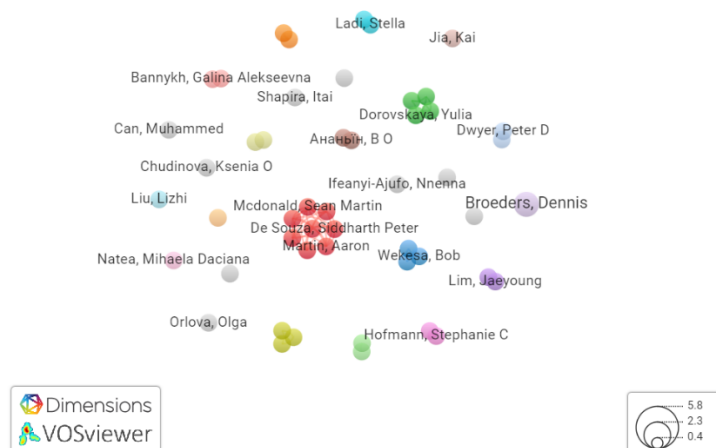 Ladi, Stella
Jia, Kai
Bannykh, Galina Alekseevna
Shapira, Itai
Dorovskaya, Yulia
Can, Muhammed
Ананьїн, В О
Dwyer, Peter D
Chudinova, Ksenia O
Ifeanyi-Ajufo, Nnenna
Liu, Lizhi
Mcdonald, Sean Martin
Broeders, Dennis
De Souza, Siddharth Peter
Martin, Aaron
Wekesa, Bob
Natea, Mihaela Daciana
Lim, Jaeyoung
Orlova, Olga
Hofmann, Stephanie C
Dimensions
VOSviewer
5.8
2.3
0.4